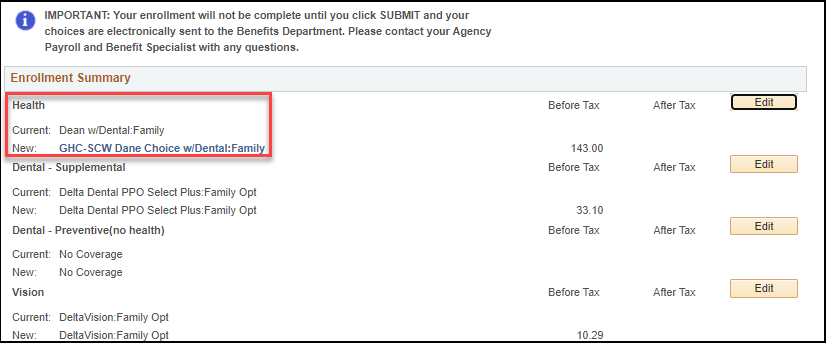 IMPORTANT: Your enrollment will not be complete until you click SUBMIT and your
choices are electronically sent to the Benefits Department. Please contact your Agency
Payroll and Benefit Specialist with any questions.
Enrollment Summary
Health Before Tax After Tax Edit
Current: Dean w/Dental:Family
New: GHC-SCW Dane Choice w/Dental:Family 143.00
Dental - Supplemental Before Tax After Tax Edit
Current: Delta Dental PPO Select Plus:Family Opt
New: Delta Dental PPO Select Plus:Family Opt 33.10
Dental - Preventive(no health) Before Tax After Tax Edit
Current: No Coverage
New: No Coverage
Vision Before Tax After Tax Edit
Current: DeltaVision:Family Opt
New: DeltaVision:Family Opt 10.29